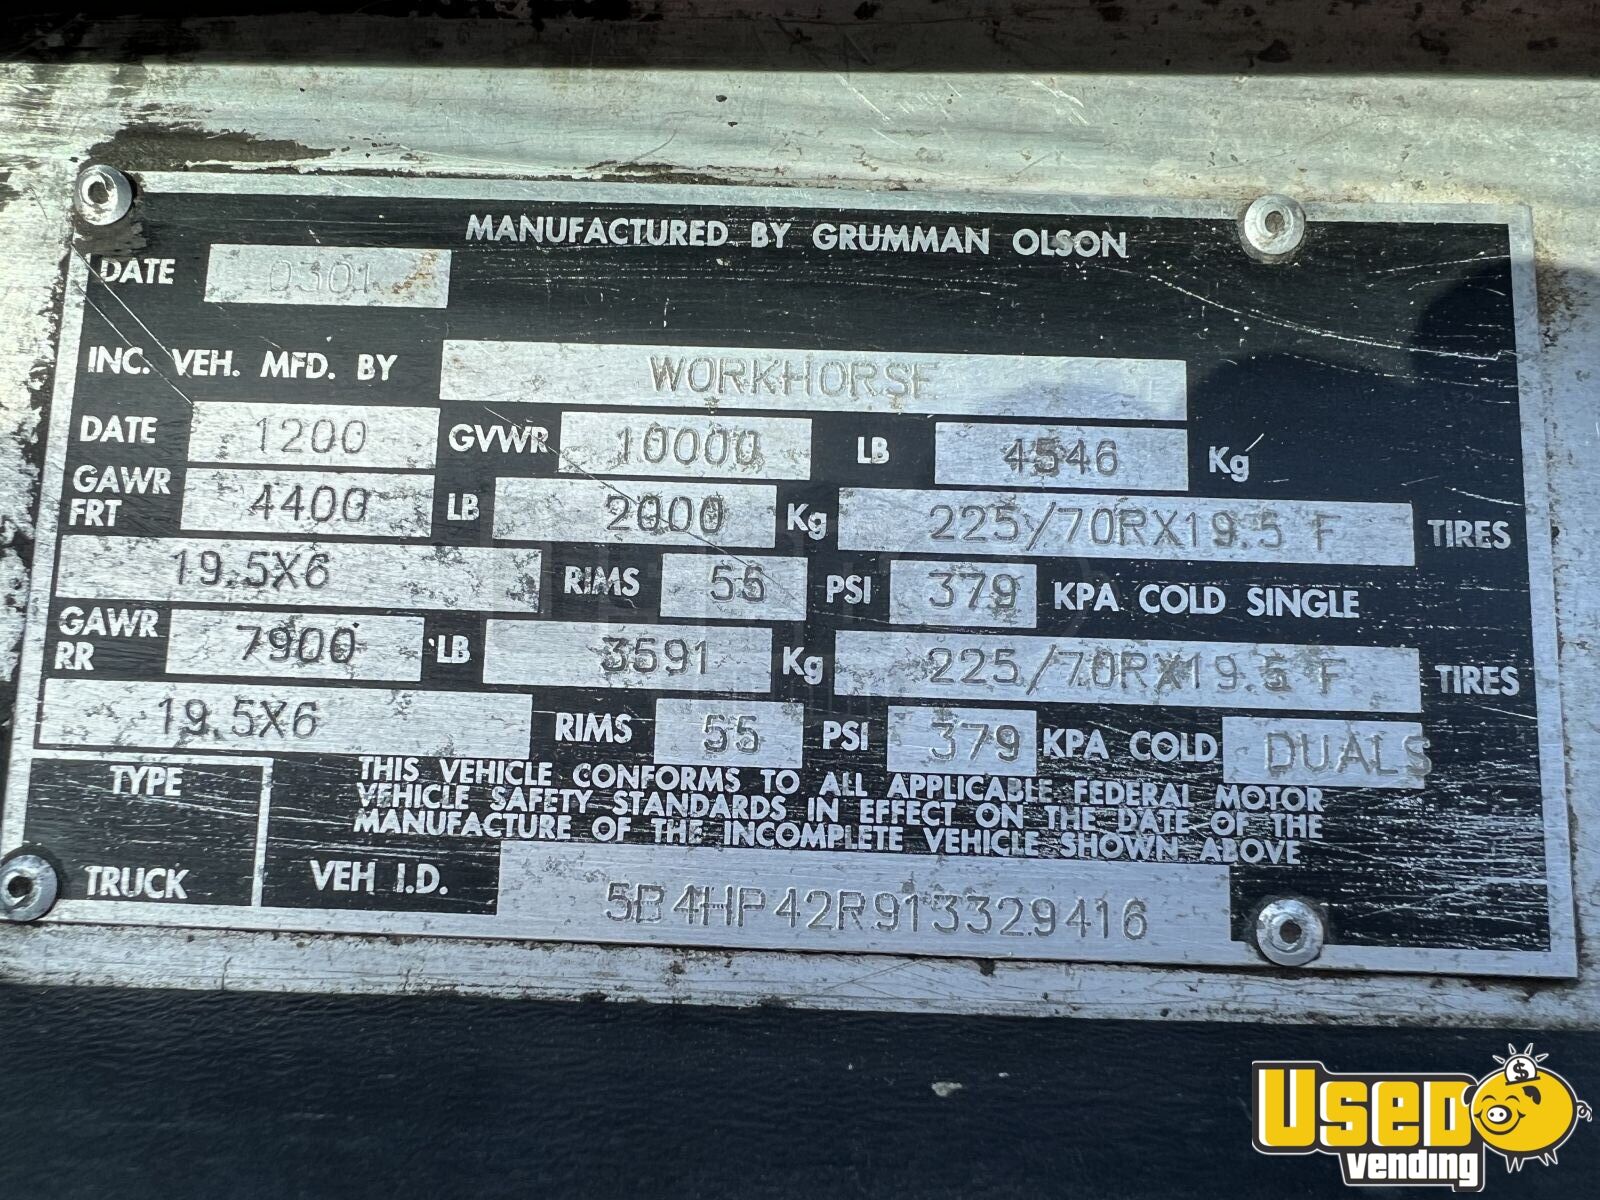 MANUFACTURED BY GRUMMAN OLSON
DATE 0301
INC. VEH. MFD. BY WORKHORSE
DATE 1200 GVWR 10000 LB 4546 Kg
GAWR FRT 4400 LB 2000 Kg 225/70RX19.5 F TIRES
19.5X6 RIMS 55 PSI 379 KPA COLD SINGLE
GAWR RR 7900 LB 3591 Kg 225/70RX19.5 F TIRES
19.5X6 RIMS 55 PSI 379 KPA COLD DUALS
TYPE TRUCK
THIS VEHICLE CONFORMS TO ALL APPLICABLE FEDERAL MOTOR
VEHICLE SAFETY STANDARDS IN EFFECT ON THE DATE OF THE
MANUFACTURE OF THE INCOMPLETE VEHICLE SHOWN ABOVE
VEH I.D. 5B4HP42R913329416
USED
vending